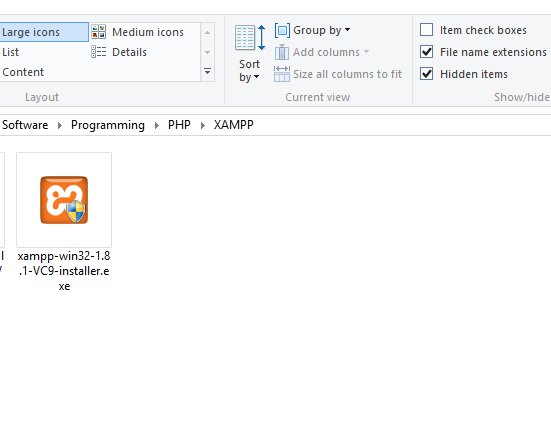 Large icons
Medium icons
List
Details
Content
Layout
Sort
by
Group by
Add columns
Size all columns to fit
Current view
Item check boxes
File name extensions
Hidden items
Show/hide
Software Programming PHP XAMPP
xampp-win32-1.8
.1-VC9-installer.e
xe